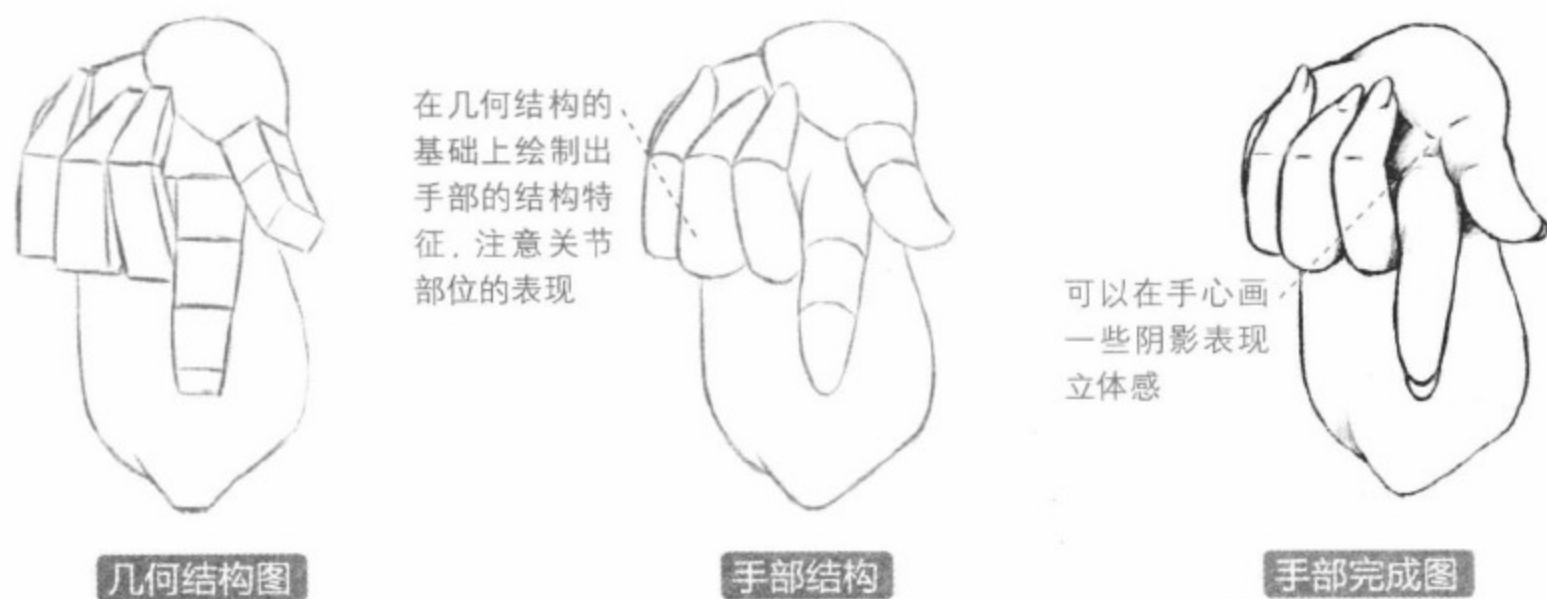 在几何结构的
基础上绘制出
手部的结构特
征，注意关节
部位的表现
可以在手心画
一些阴影表现
立体感
几何结构图
手部结构
手部完成图